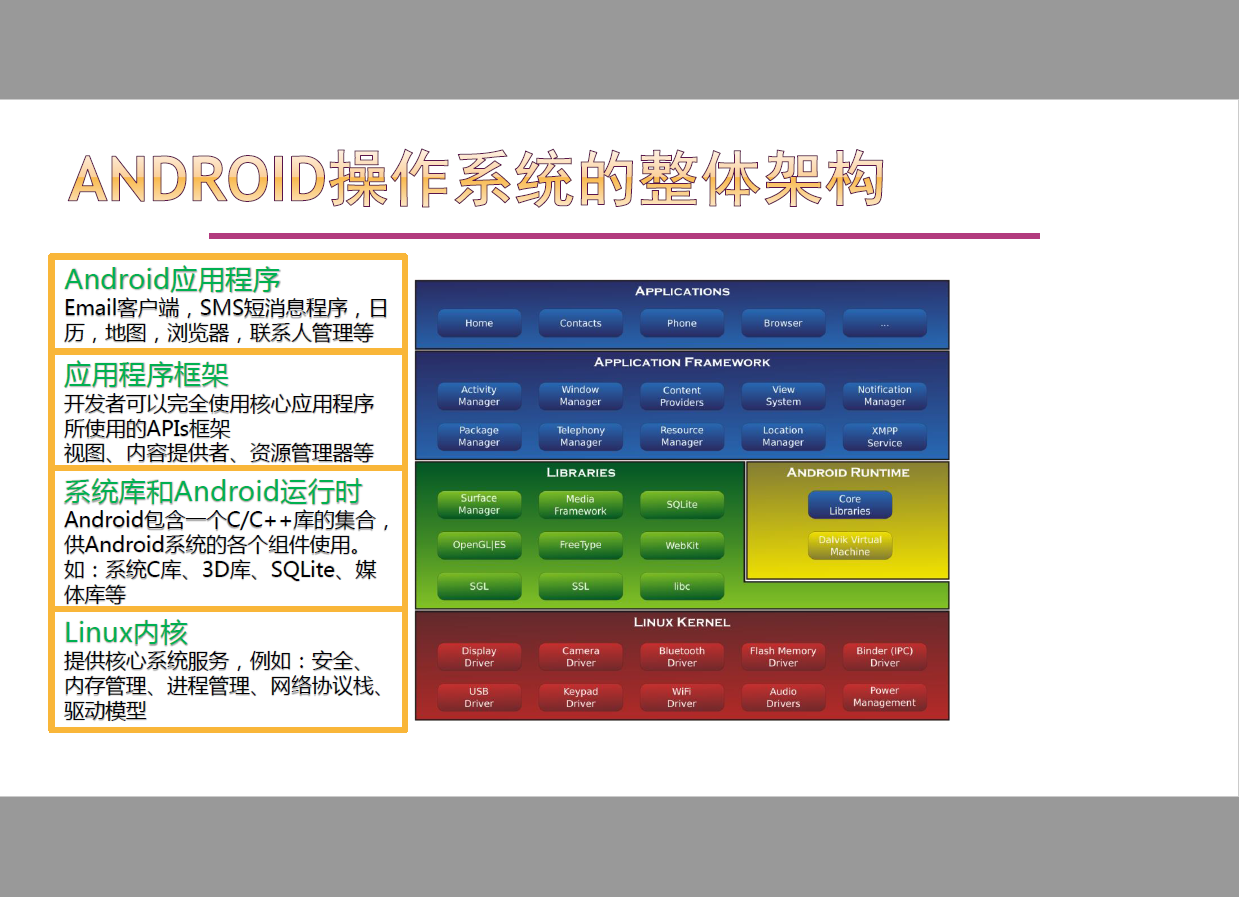 ANDROID操作系统的整体架构
Android应用程序
Email客户端，SMS短消息程序，日
历，地图，浏览器，联系人管理等
应用程序框架
开发者可以完全使用核心应用程序
所使用的APIs框架
视图、内容提供者、资源管理器等
系统库和Android运行时
Android包含一个C/C++库的集合，
供Android系统的各个组件使用。
如：系统C库、3D库、SQLite、媒
体库等
Linux内核
提供核心系统服务，例如：安全、
内存管理、进程管理、网络协议栈、
驱动模型
APPLICATIONS
Home
Contacts
Phone
Browser
...
APPLICATION FRAMEWORK
Activity
Manager
Window
Manager
Content
Providers
View
System
Notification
Manager
Package
Manager
Telephony
Manager
Resource
Manager
Location
Manager
XMPP
Service
LIBRARIES
Surface
Manager
Media
Framework
SQLite
OpenGL|ES
FreeType
WebKit
SGL
SSL
libc
ANDROID RUNTIME
Core
Libraries
Dalvik Virtual
Machine
LINUX KERNEL
Display
Driver
Camera
Driver
Bluetooth
Driver
Flash Memory
Driver
Binder (IPC)
Driver
USB
Driver
Keypad
Driver
WiFi
Driver
Audio
Drivers
Power
Management